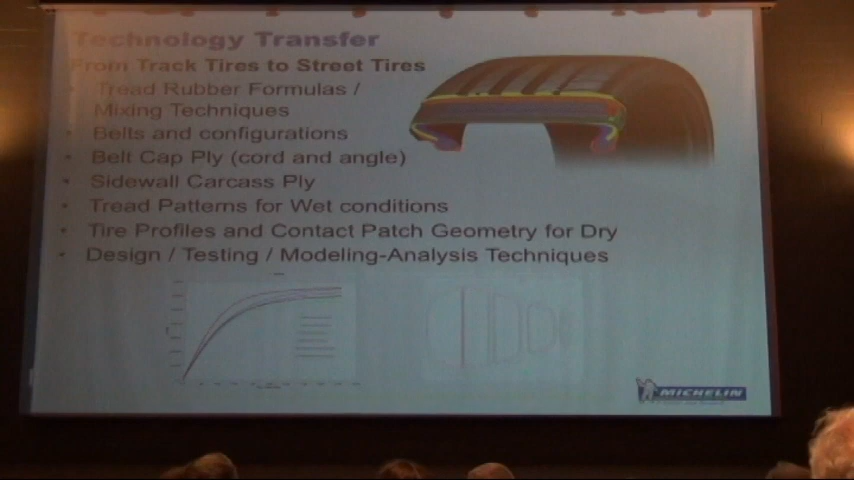 Technology Transfer
From Track Tires to Street Tires
• Tread Rubber Formulas /
Mixing Techniques
• Belts and configurations
• Belt Cap Ply (cord and angle)
• Sidewall Carcass Ply
• Tread Patterns for Wet conditions
• Tire Profiles and Contact Patch Geometry for Dry
• Design / Testing / Modeling-Analysis Techniques
MICHELIN